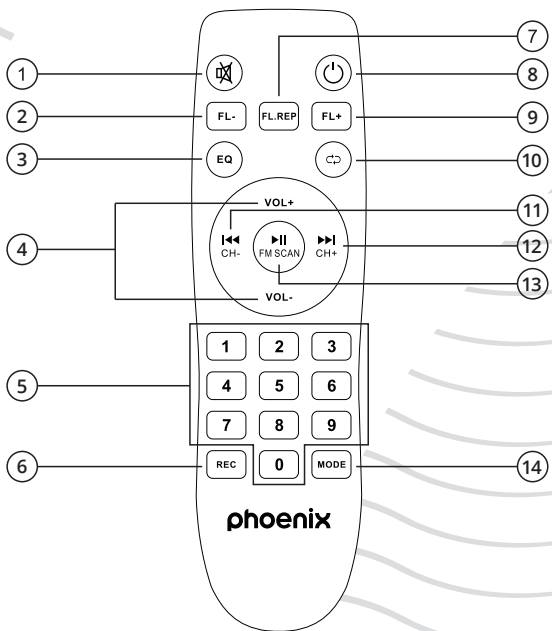 7
1
8
2
FL-
FL.REP
FL+
9
3
EQ
10
VOL+
11
4
CH-
FM SCAN
CH+
12
VOL-
13
1 2 3
5
4 5 6
7 8 9
6
REC
0
MODE
14
phoenix